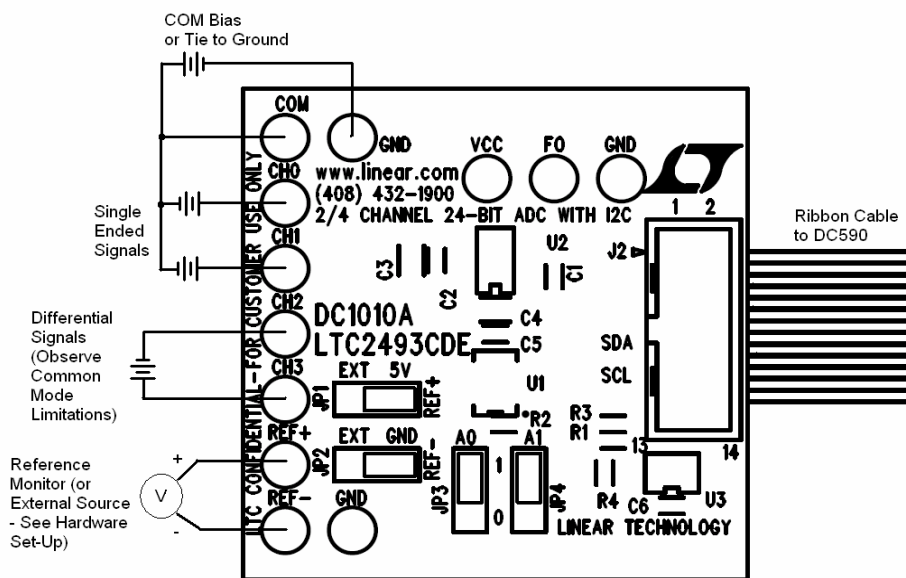 COM Bias
or Tie to Ground
COM
GND
VCC
FO
GND
CH0
www.linear.com
(408) 432-1900
2/4 CHANNEL 24-BIT ADC WITH I2C
1 2
Ribbon Cable
to DC590
Single
Ended
Signals
CH1
C3
C2
U2
C1
J2
LTC CONFIDENTIAL-FOR CUSTOMER USE ONLY
CH2
DC1010A
LTC2493CDE
C4
C5
SDA
SCL
Differential
Signals
(Observe
Common
Mode
Limitations)
CH3
JP1
EXT 5V
REF+
U1
R2
R3
R1
13
14
REF+
JP2
EXT GND
REF-
A0
A1
JP3
1
0
JP4
R4
C6
U3
Reference
Monitor (or
External Source
- See Hardware
Set-Up)
+
V
-
REF-
GND
LINEAR TECHNOLOGY